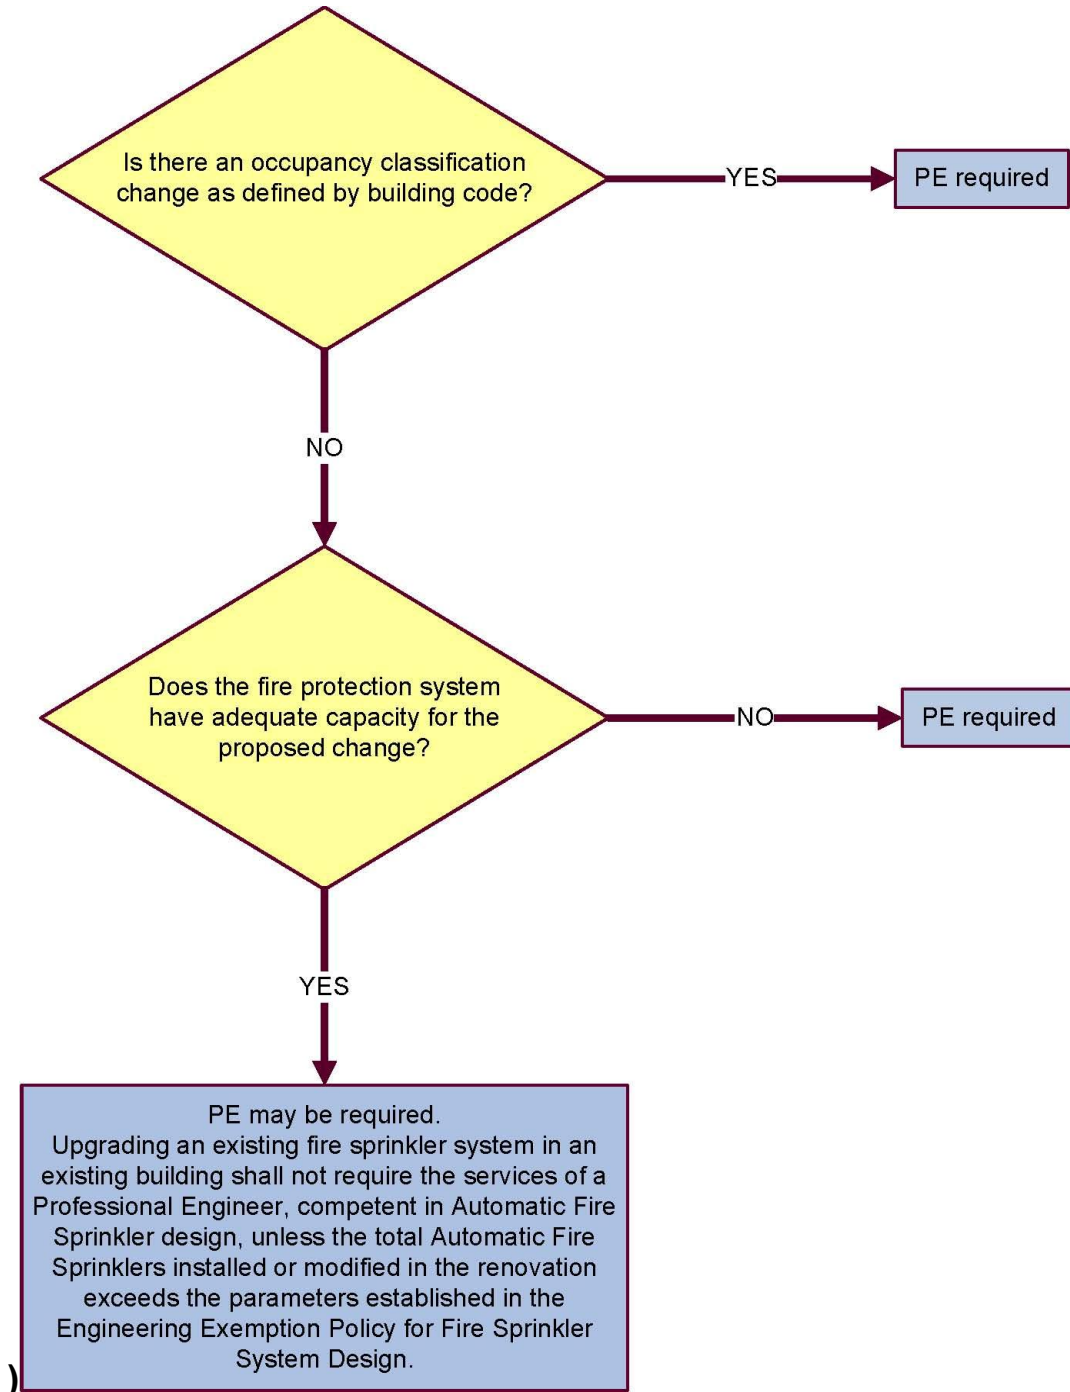 Is there an occupancy classification
change as defined by building code?
YES
PE required
NO
Does the fire protection system
have adequate capacity for the
proposed change?
NO
PE required
YES
PE may be required.
Upgrading an existing fire sprinkler system in an
existing building shall not require the services of a
Professional Engineer, competent in Automatic Fire
Sprinkler design, unless the total Automatic Fire
Sprinklers installed or modified in the renovation
exceeds the parameters established in the
Engineering Exemption Policy for Fire Sprinkler
System Design.
)